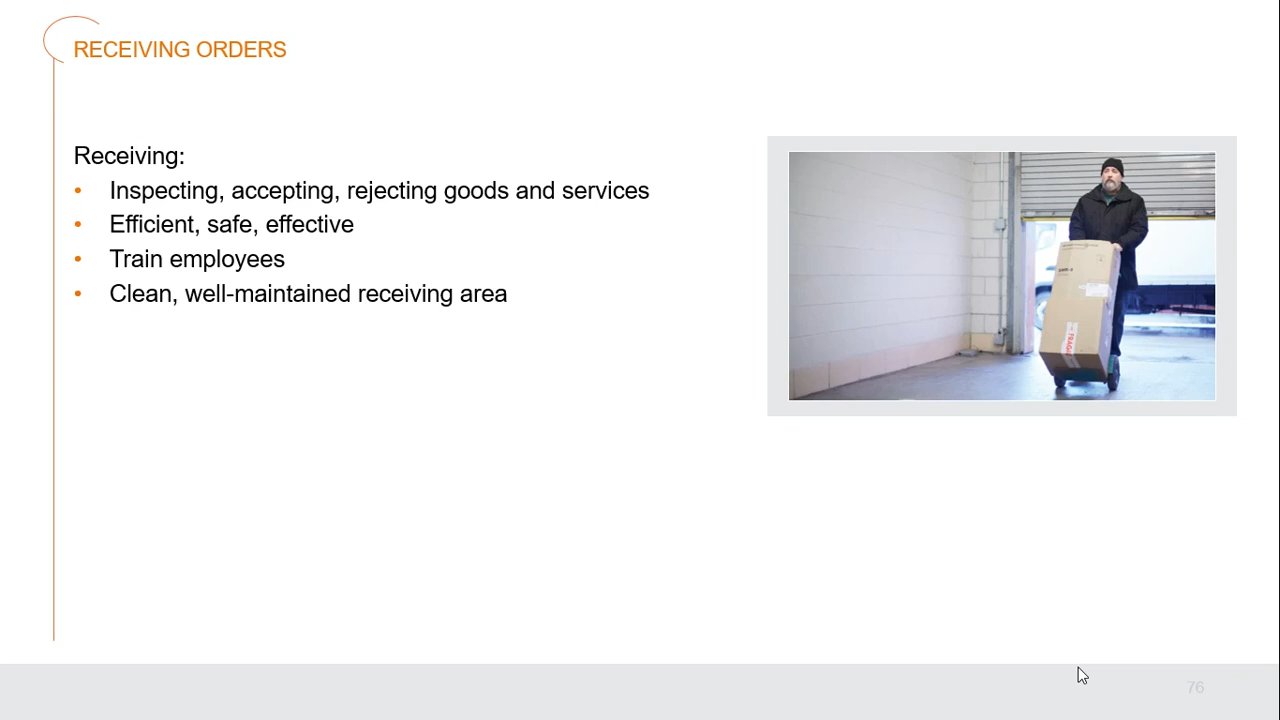 RECEIVING ORDERS
Receiving:
• Inspecting, accepting, rejecting goods and services
• Efficient, safe, effective
• Train employees
• Clean, well-maintained receiving area
76